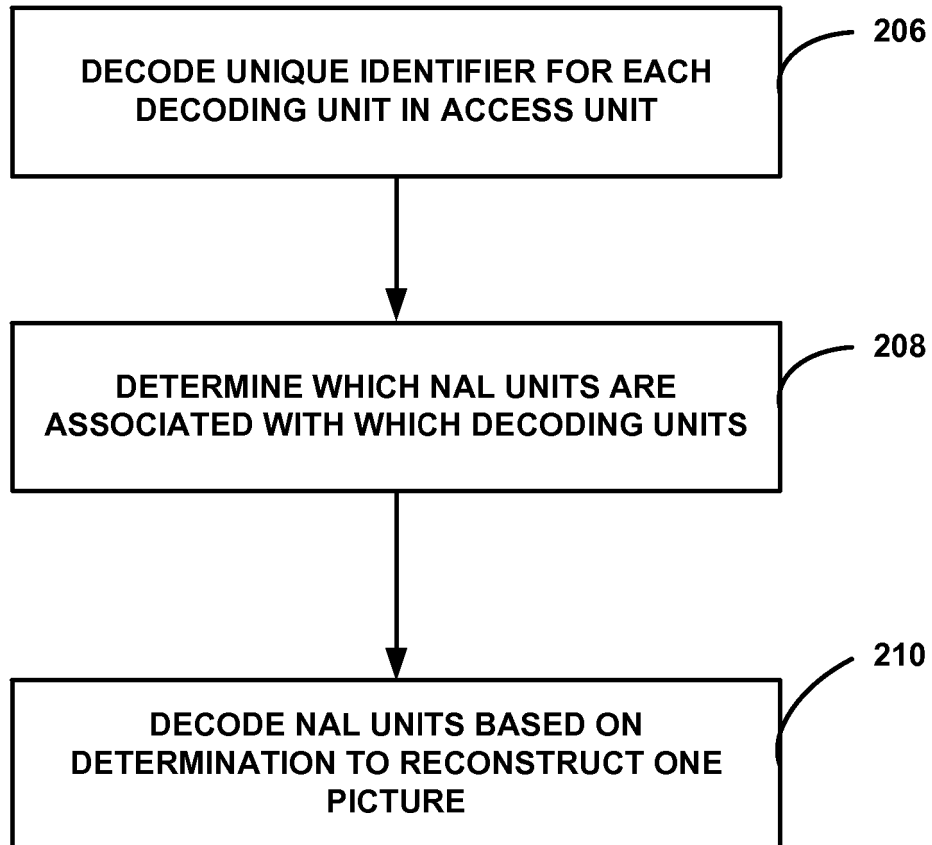 DECODE UNIQUE IDENTIFIER FOR EACH
DECODING UNIT IN ACCESS UNIT
206
DETERMINE WHICH NAL UNITS ARE
ASSOCIATED WITH WHICH DECODING UNITS
208
DECODE NAL UNITS BASED ON
DETERMINATION TO RECONSTRUCT ONE
PICTURE
210